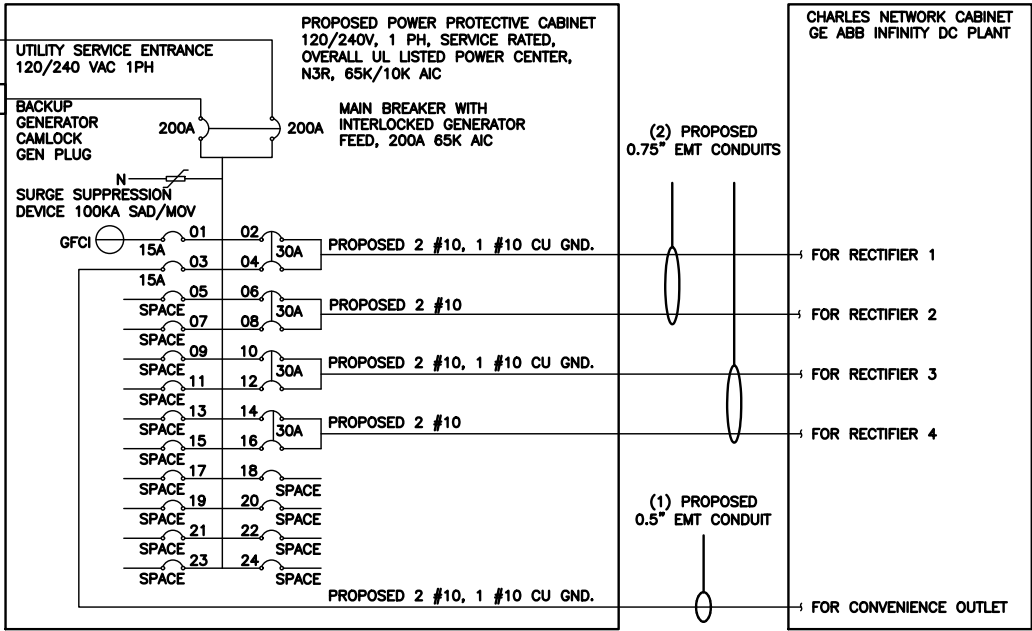 PROPOSED POWER PROTECTIVE CABINET
120/240V, 1 PH, SERVICE RATED,
OVERALL UL LISTED POWER CENTER,
N3R, 65K/10K AIC
CHARLES NETWORK CABINET
GE ABB INFINITY DC PLANT
UTILITY SERVICE ENTRANCE
120/240 VAC 1PH
BACKUP
GENERATOR
CAMLOCK
GEN PLUG
200A
200A
MAIN BREAKER WITH
INTERLOCKED GENERATOR
FEED, 200A 65K AIC
(2) PROPOSED
0.75" EMT CONDUITS
N
SURGE SUPPRESSION
DEVICE 100KA SAD/MOV
GFCI
15A
01
02
30A
PROPOSED 2 #10, 1 #10 CU GND.
FOR RECTIFIER 1
15A
03
04
SPACE
05
06
30A
PROPOSED 2 #10
FOR RECTIFIER 2
SPACE
07
08
SPACE
09
10
30A
PROPOSED 2 #10, 1 #10 CU GND.
FOR RECTIFIER 3
SPACE
11
12
SPACE
13
14
30A
PROPOSED 2 #10
FOR RECTIFIER 4
SPACE
15
16
SPACE
17
18
SPACE
SPACE
19
20
SPACE
SPACE
21
22
SPACE
SPACE
23
24
SPACE
(1) PROPOSED
0.5" EMT CONDUIT
PROPOSED 2 #10, 1 #10 CU GND.
FOR CONVENIENCE OUTLET